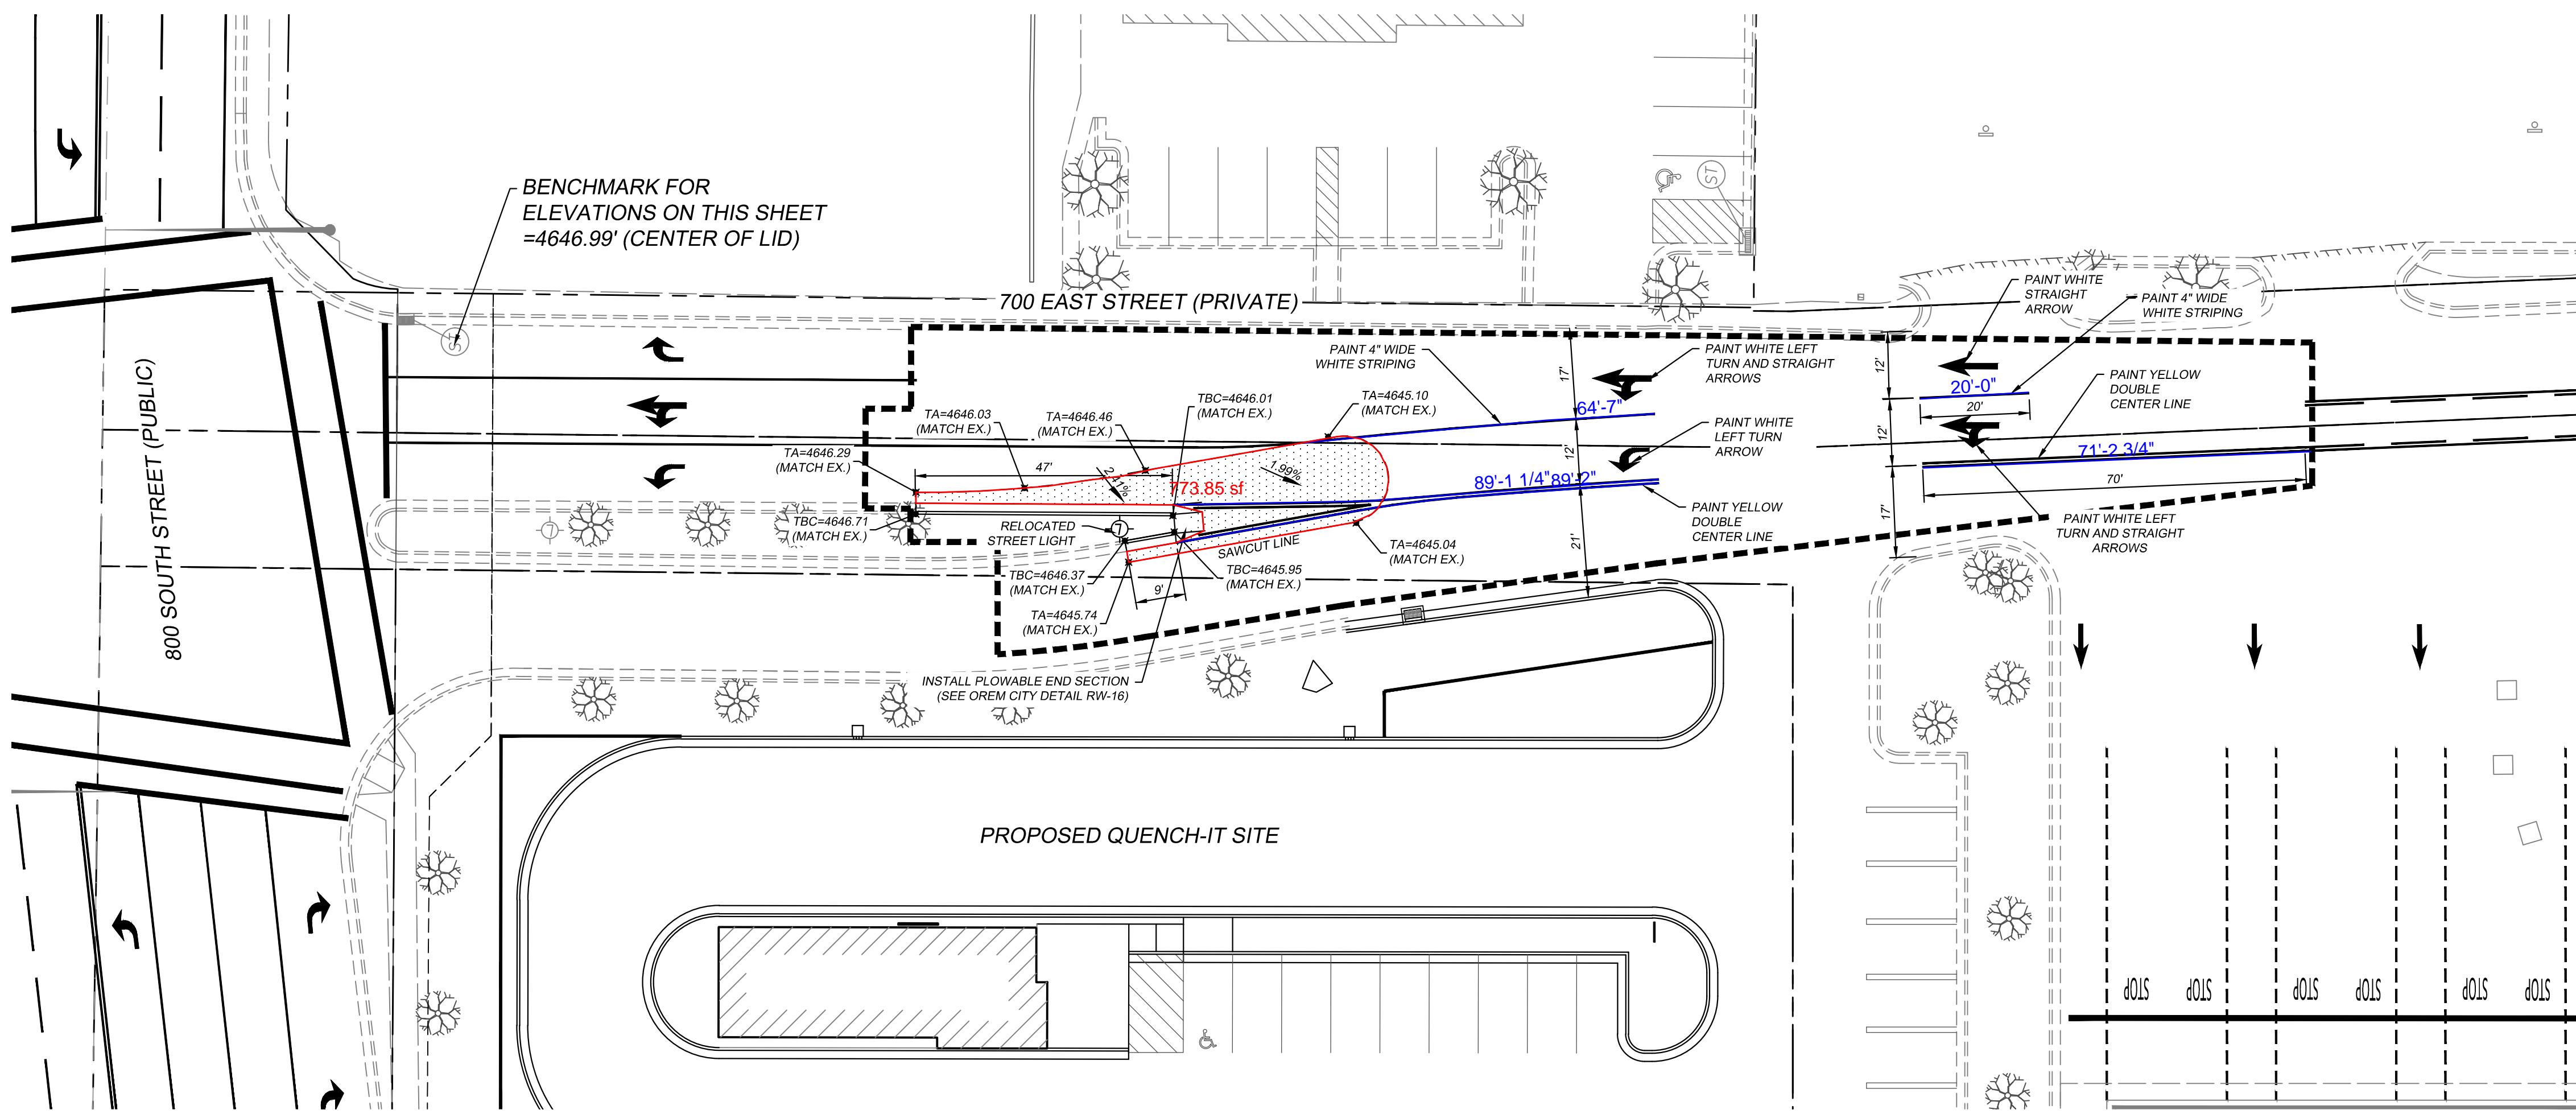 BENCHMARK FOR
ELEVATIONS ON THIS SHEET
=4646.99' (CENTER OF LID)
ST
ST
700 EAST STREET (PRIVATE)
800 SOUTH STREET (PUBLIC)
PAINT 4" WIDE
WHITE STRIPING
PAINT WHITE LEFT
TURN AND STRAIGHT
ARROWS
PAINT WHITE
STRAIGHT
ARROW
PAINT 4" WIDE
WHITE STRIPING
PAINT YELLOW
DOUBLE
CENTER LINE
PAINT WHITE
LEFT TURN
ARROW
PAINT YELLOW
DOUBLE
CENTER LINE
PAINT WHITE LEFT
TURN AND STRAIGHT
ARROWS
17'
12'
21'
12'
12'
17'
64'-7"
20'-0"
20'
71'-2 3/4"
70'
89'-1 1/4"
89'-2"
TBC=4646.01
(MATCH EX.)
TA=4645.10
(MATCH EX.)
TA=4646.03
(MATCH EX.)
TA=4646.46
(MATCH EX.)
TA=4646.29
(MATCH EX.)
47'
2.41%
1.99%
773.85 sf
TBC=4646.71
(MATCH EX.)
RELOCATED
STREET LIGHT
SAWCUT LINE
TA=4645.04
(MATCH EX.)
TBC=4646.37
(MATCH EX.)
TBC=4645.95
(MATCH EX.)
9'
TA=4645.74
(MATCH EX.)
INSTALL PLOWABLE END SECTION
(SEE OREM CITY DETAIL RW-16)
PROPOSED QUENCH-IT SITE
STOP
STOP
STOP
STOP
STOP
STOP